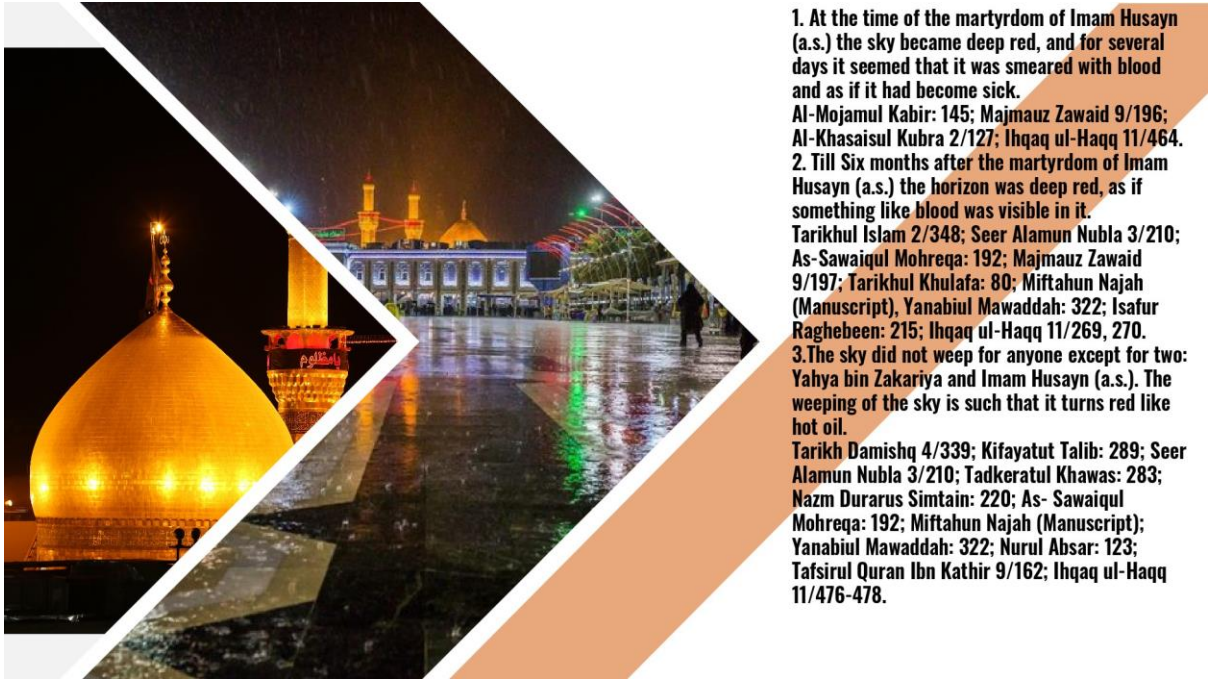 يا مظلوم
1. At the time of the martyrdom of Imam Husayn
(a.s.) the sky became deep red, and for several
days it seemed that it was smeared with blood
and as if it had become sick.
Al-Mojamul Kabir: 145; Majmauz Zawaid 9/196;
Al-Khasaisul Kubra 2/127; Ihqaq ul-Haqq 11/464.
2. Till Six months after the martyrdom of Imam
Husayn (a.s.) the horizon was deep red, as if
something like blood was visible in it.
Tarikhul Islam 2/348; Seer Alamun Nubla 3/210;
As-Sawaiqul Mohreqa: 192; Majmauz Zawaid
9/197; Tarikhul Khulafa: 80; Miftahun Najah
(Manuscript), Yanabiul Mawaddah: 322; Isafur
Raghebeen: 215; Ihqaq ul-Haqq 11/269, 270.
3.The sky did not weep for anyone except for two:
Yahya bin Zakariya and Imam Husayn (a.s.). The
weeping of the sky is such that it turns red like
hot oil.
Tarikh Damishq 4/339; Kifayatut Talib: 289; Seer
Alamun Nubla 3/210; Tadkeratul Khawas: 283;
Nazm Durarus Simtain: 220; As- Sawaiqul
Mohreqa: 192; Miftahun Najah (Manuscript);
Yanabiul Mawaddah: 322; Nurul Absar: 123;
Tafsirul Quran Ibn Kathir 9/162; Ihqaq ul-Haqq
11/476-478.